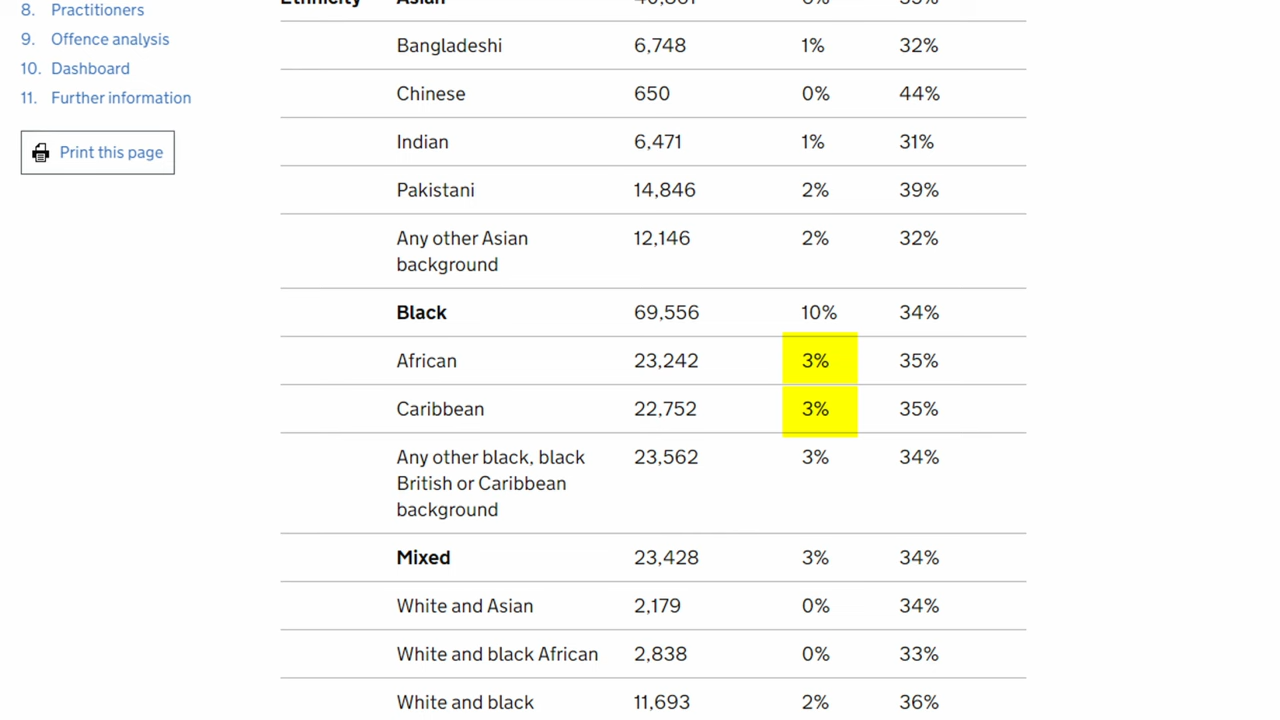 8. Practitioners
9. Offence analysis
10. Dashboard
11. Further information
Print this page
Ethnicity Asian
Bangladeshi 6,748 1% 32%
Chinese 650 0% 44%
Indian 6,471 1% 31%
Pakistani 14,846 2% 39%
Any other Asian 12,146 2% 32%
background
Black 69,556 10% 34%
African 23,242 3% 35%
Caribbean 22,752 3% 35%
Any other black, black 23,562 3% 34%
British or Caribbean
background
Mixed 23,428 3% 34%
White and Asian 2,179 0% 34%
White and black African 2,838 0% 33%
White and black 11,693 2% 36%